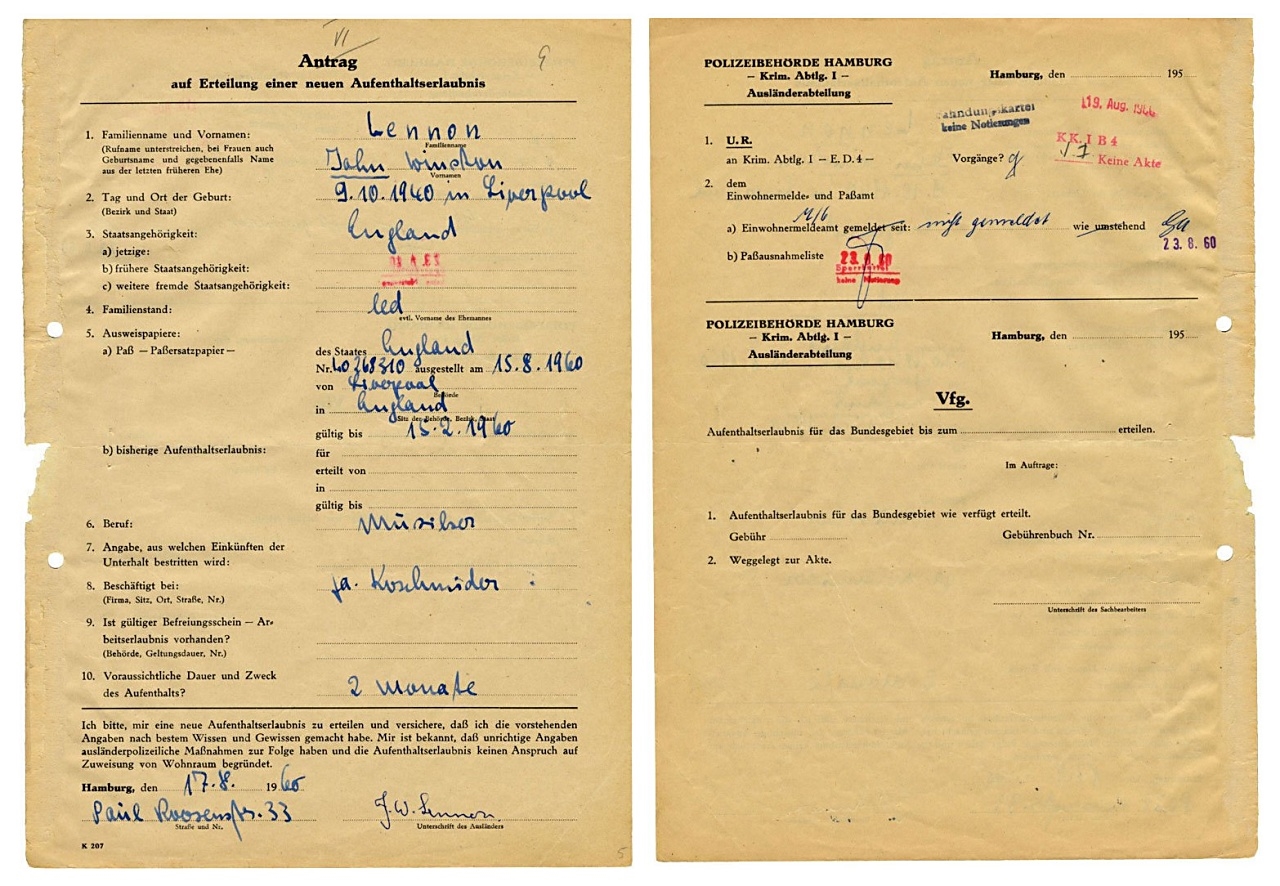 VI
Antrag
auf Erteilung einer neuen Aufenthaltserlaubnis
1. Familienname und Vornamen: Lennon
(Rufname unterstreichen, bei Frauen auch Familienname
Geburtsname und gegebenenfalls Name John Winston
aus der letzten früheren Ehe) Vornamen
2. Tag und Ort der Geburt: 9.10.1940 in Liverpool
(Bezirk und Staat)
3. Staatsangehörigkeit: England
a) jetzige:
b) frühere Staatsangehörigkeit:
c) weitere fremde Staatsangehörigkeit:
4. Familienstand: led
evtl. Vorname des Ehemannes
5. Ausweispapiere:
a) Paß — Paßersatzpapier — des Staates England
Nr. ausgestellt am 15.8.1960
von Liverpool
Behörde
in England
Sitz der Behörde, Bezirk, Staat
gültig bis 15.2.1960
b) bisherige Aufenthaltserlaubnis: für
erteilt von
in
gültig bis
6. Beruf: Musiker
7. Angabe, aus welchen Einkünften der
Unterhalt bestritten wird:
8. Beschäftigt bei: Fa. Koschmider
(Firma, Sitz, Ort, Straße, Nr.)
9. Ist gültiger Befreiungsschein — Ar-
beitserlaubnis vorhanden?
(Behörde, Geltungsdauer, Nr.)
10. Voraussichtliche Dauer und Zweck
des Aufenthalts? 2 Monate
Ich bitte, mir eine neue Aufenthaltserlaubnis zu erteilen und versichere, daß ich die vorstehenden
Angaben nach bestem Wissen und Gewissen gemacht habe. Mir ist bekannt, daß unrichtige Angaben
ausländerpolizeiliche Maßnahmen zur Folge haben und die Aufenthaltserlaubnis keinen Anspruch auf
Zuweisung von Wohnraum begründet.
Hamburg, den 17.8. 1960
Paul Roosenstr. 33 J.W. Lennon
Straße und Nr. Unterschrift des Ausländers
K 207
5
POLIZEIBEHÖRDE HAMBURG
— Krim. Abtlg. I —
Ausländerabteilung
Hamburg, den 195
Fahndungskartei
keine Notierungen
19. Aug. 1960
1. U.R.
an Krim. Abtlg. I — E. D. 4 — Vorgänge?
KK. I B 4
Keine Akte
2. dem
Einwohnermelde- und Paßamt
a) Einwohnermeldeamt gemeldet seit: nicht gemeldet wie umstehend
23.8.60
b) Paßausnahmeliste
keine Notierung
POLIZEIBEHÖRDE HAMBURG
— Krim. Abtlg. I —
Ausländerabteilung
Hamburg, den 195
Vfg.
Aufenthaltserlaubnis für das Bundesgebiet bis zum erteilen.
Im Auftrage:
1. Aufenthaltserlaubnis für das Bundesgebiet wie verfügt erteilt.
Gebühr Gebührenbuch Nr.
2. Weggelegt zur Akte.
Unterschrift des Sachbearbeiters